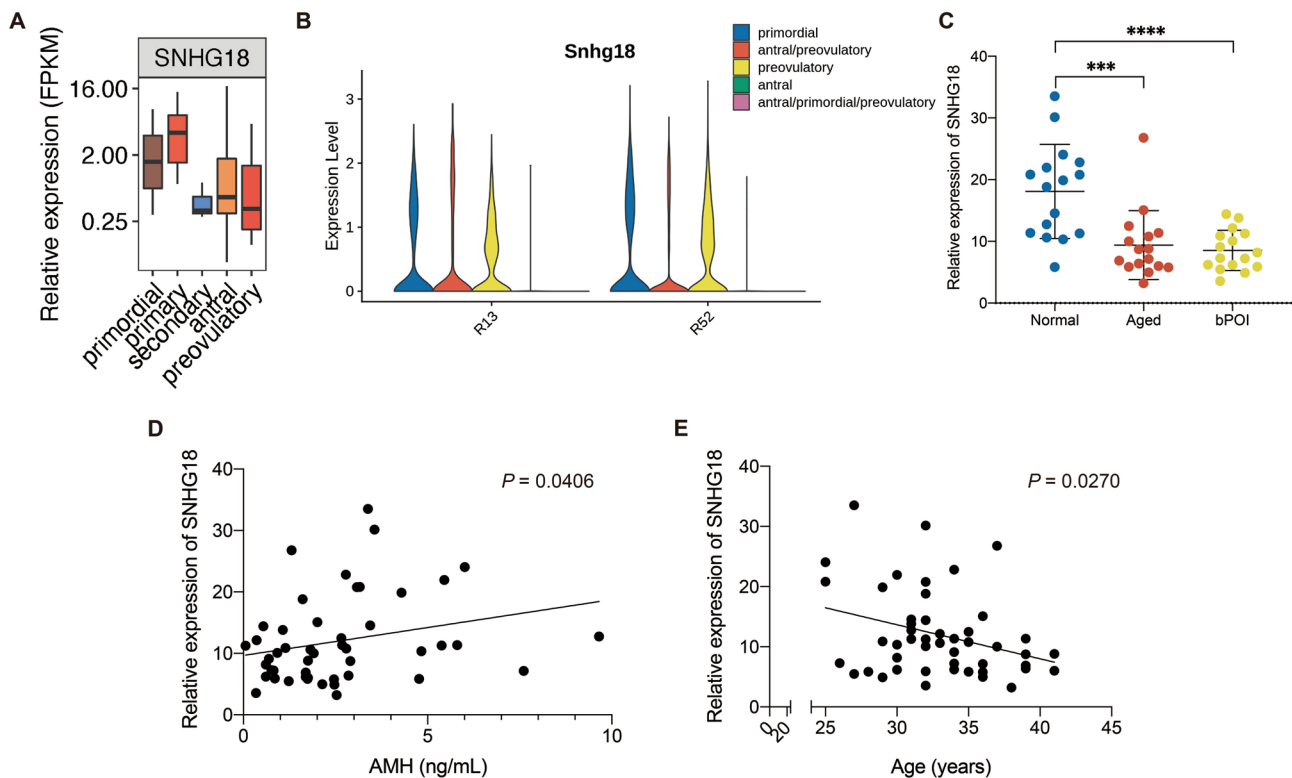 A
SNHG18
Relative expression (FPKM)
16.00
2.00
0.25
primordial
primary
secondary
antral
preovulatory
B
Snhg18
primordial
antral/preovulatory
preovulatory
antral
antral/primordial/preovulatory
Expression Level
3
2
1
0
R13
R52
C
****
***
Relative expression of SNHG18
40
30
20
10
0
Normal
Aged
bPOI
D
P = 0.0406
Relative expression of SNHG18
40
30
20
10
0
0
5
10
AMH (ng/mL)
E
P = 0.0270
Relative expression of SNHG18
40
30
20
10
0
0
20
25
30
35
40
45
Age (years)